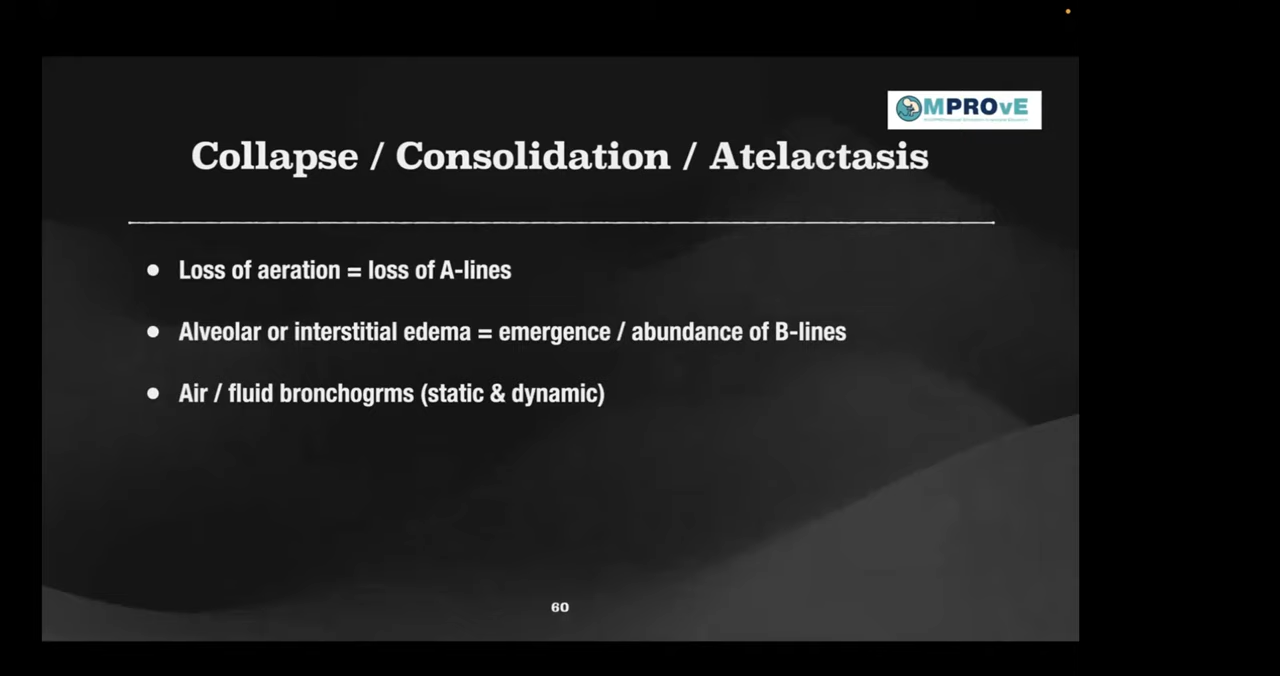 MPROvE
Collapse / Consolidation / Atelactasis
Loss of aeration = loss of A-lines
Alveolar or interstitial edema = emergence / abundance of B-lines
Air / fluid bronchogrms (static & dynamic)
60